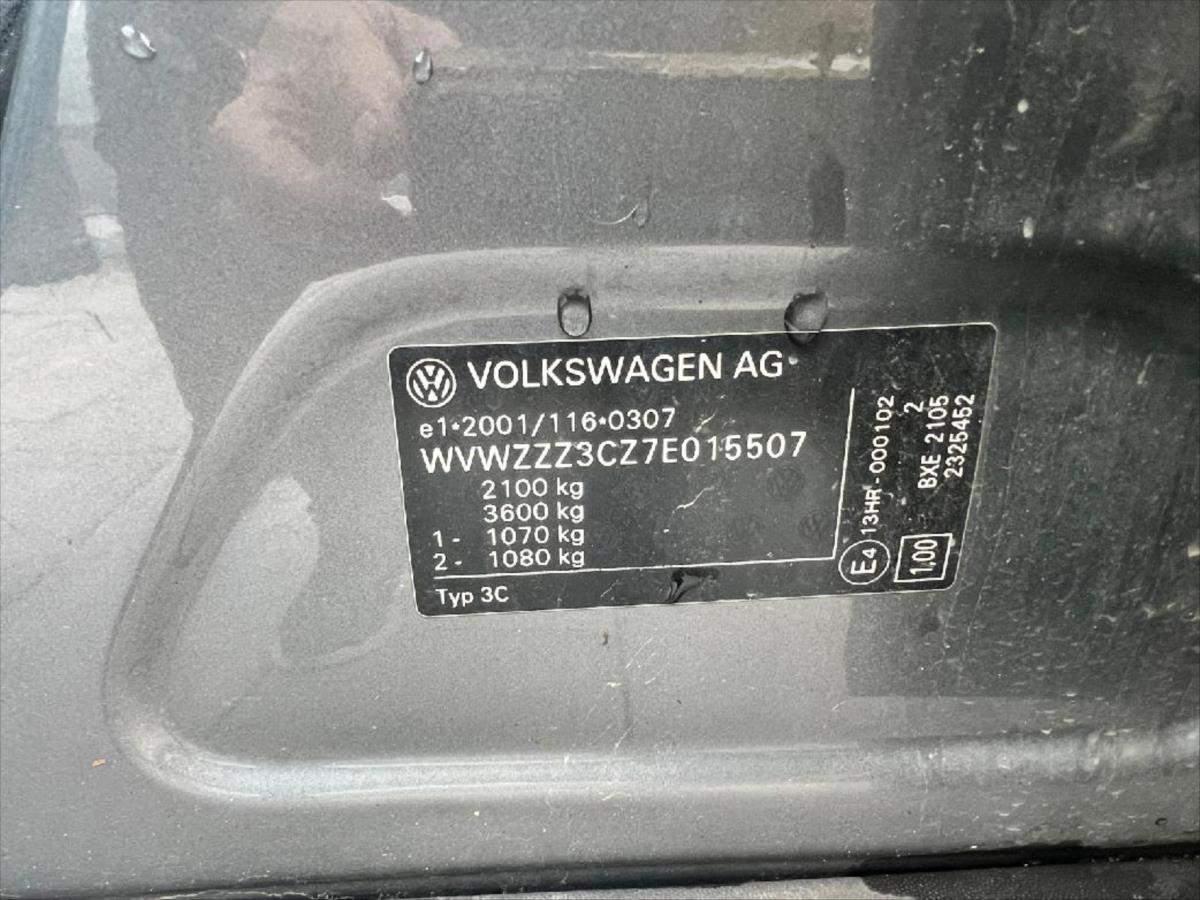 VOLKSWAGEN AG
e1*2001/116*0307
WVWZZZ3CZ7E015507
2100 kg
3600 kg
1- 1070 kg
2- 1080 kg
Typ 3C
E4 13HR-000102
2
BXE 2105
2325452
1.00